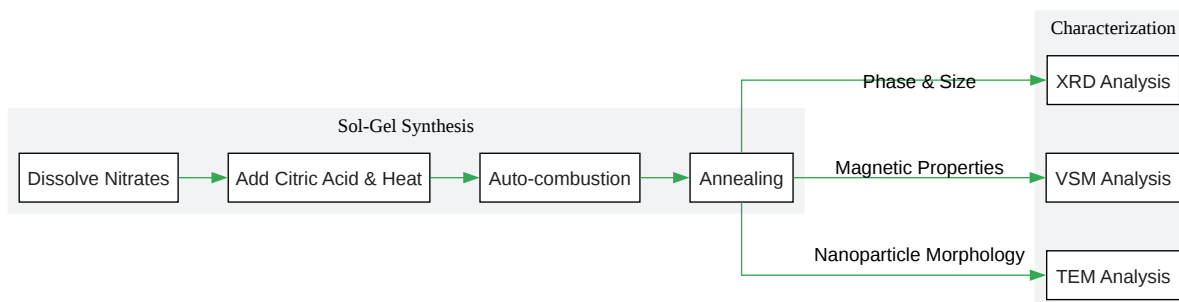 Characterization
Phase & Size
XRD Analysis
Sol-Gel Synthesis
Dissolve Nitrates
Add Citric Acid & Heat
Auto-combustion
Annealing
Magnetic Properties
VSM Analysis
Nanoparticle Morphology
TEM Analysis